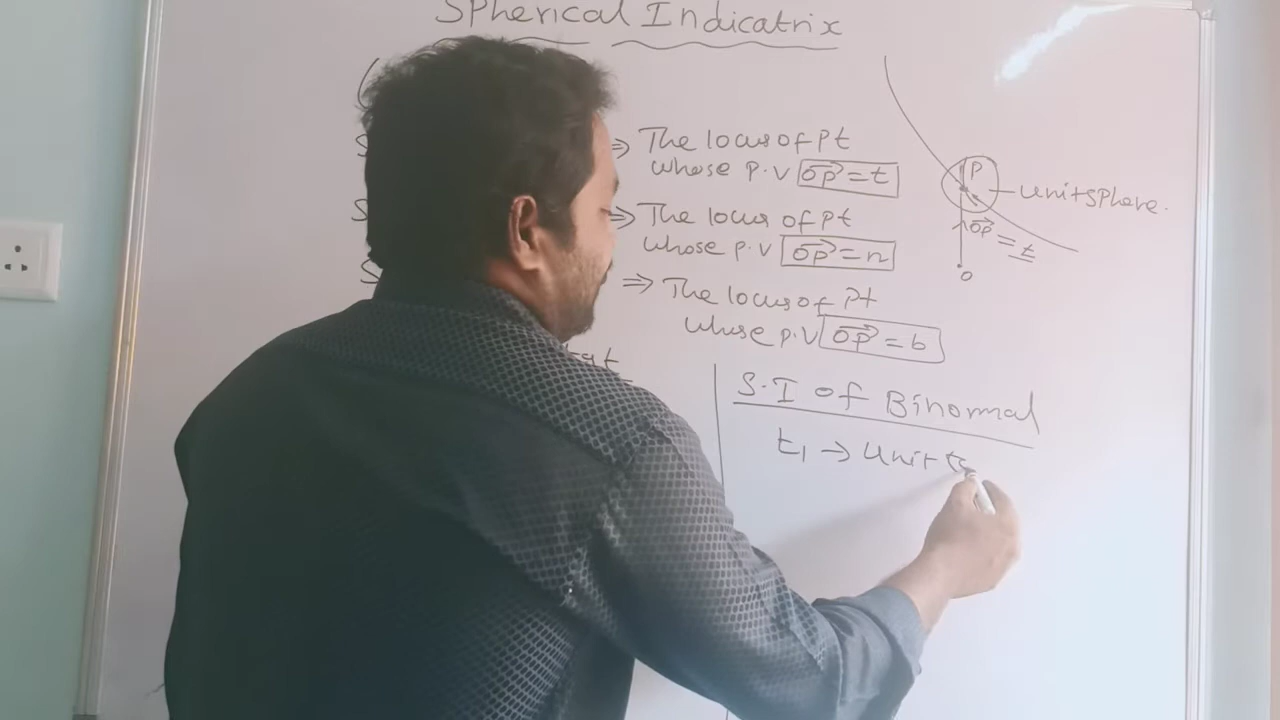 Spherical Indicatrix
⇒ The locus of pt
whose p.v OP = t
⇒ The locus of pt
whose p.v OP = n
⇒ The locus of Pt
whose p.v OP = b
P
unit sphere.
OP = t
O
S.I of Binormal
t₁ → unit